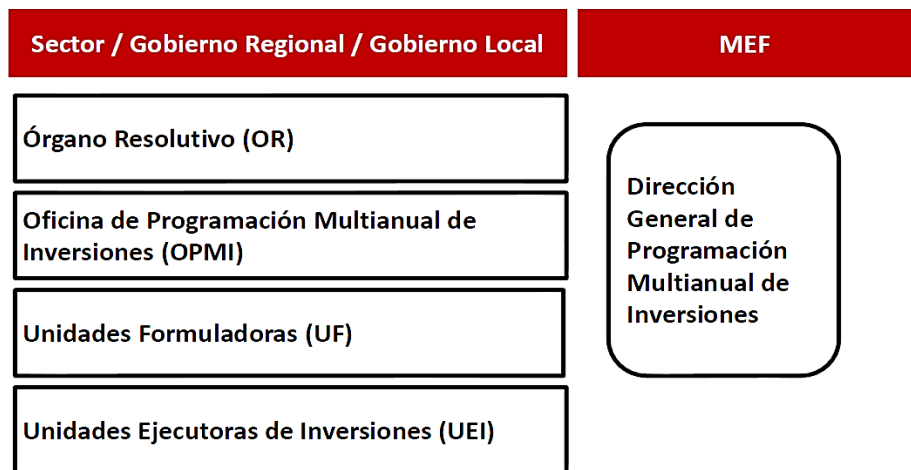 Sector / Gobierno Regional / Gobierno Local
MEF
Órgano Resolutivo (OR)
Oficina de Programación Multianual de
Inversiones (OPMI)
Unidades Formuladoras (UF)
Unidades Ejecutoras de Inversiones (UEI)
Dirección
General de
Programación
Multianual de
Inversiones